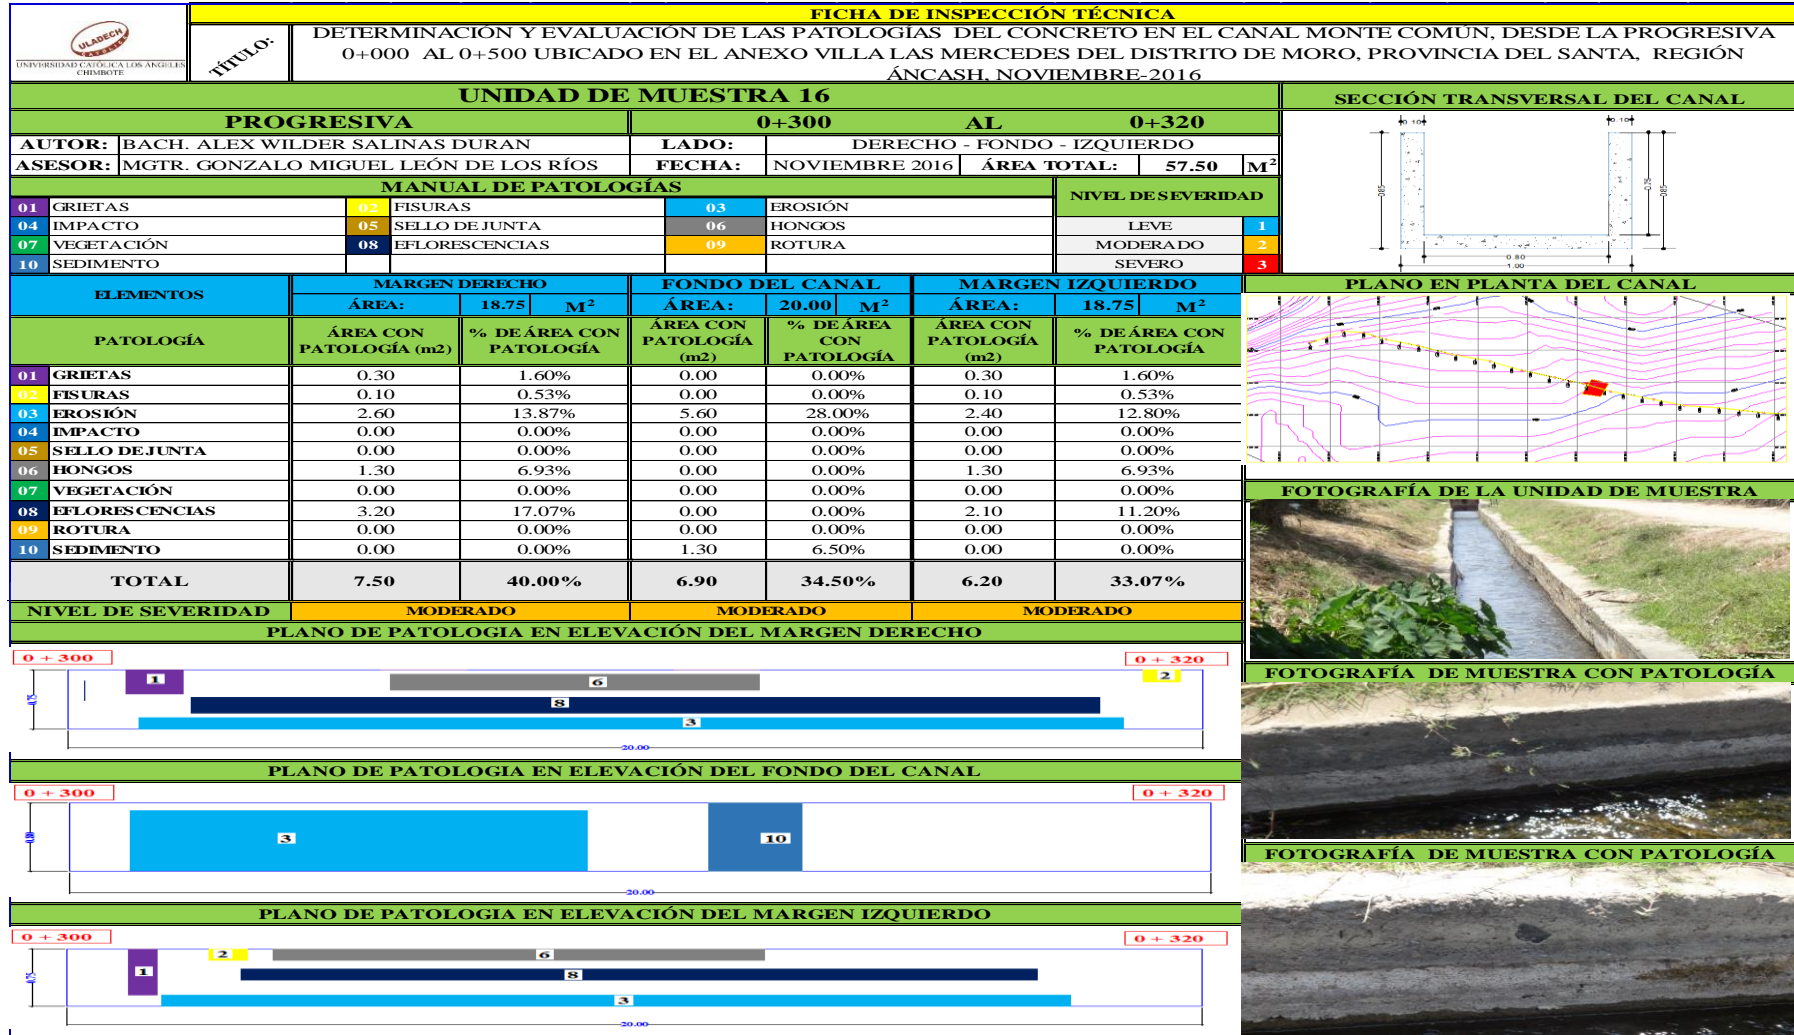 FICHA DE INSPECCIÓN TÉCNICA
ULADECH
CATÓLICA
UNIVERSIDAD CATÓLICA LOS ANGELES
CHIMBOTE
TÍTULO:
DETERMINACIÓN Y EVALUACIÓN DE LAS PATOLOGÍAS DEL CONCRETO EN EL CANAL MONTE COMÚN, DESDE LA PROGRESIVA
0+000 AL 0+500 UBICADO EN EL ANEXO VILLA LAS MERCEDES DEL DISTRITO DE MORO, PROVINCIA DEL SANTA, REGIÓN
ÁNCASH, NOVIEMBRE-2016
UNIDAD DE MUESTRA 16
PROGRESIVA 0+300 AL 0+320
AUTOR: BACH. ALEX WILDER SALINAS DURAN LADO: DERECHO - FONDO - IZQUIERDO
ASESOR: MGTR. GONZALO MIGUEL LEÓN DE LOS RÍOS FECHA: NOVIEMBRE 2016 ÁREA TOTAL: 57.50 M²
MANUAL DE PATOLOGÍAS NIVEL DE SEVERIDAD
01 GRIETAS 02 FISURAS 03 EROSIÓN
04 IMPACTO 05 SELLO DE JUNTA 06 HONGOS LEVE 1
07 VEGETACIÓN 08 EFLORESCENCIAS 09 ROTURA MODERADO 2
10 SEDIMENTO SEVERO 3
ELEMENTOS MARGEN DERECHO FONDO DEL CANAL MARGEN IZQUIERDO
ÁREA: 18.75 M² ÁREA: 20.00 M² ÁREA: 18.75 M²
PATOLOGÍA ÁREA CON PATOLOGÍA (m2) % DE ÁREA CON PATOLOGÍA ÁREA CON PATOLOGÍA (m2) % DE ÁREA CON PATOLOGÍA ÁREA CON PATOLOGÍA (m2) % DE ÁREA CON PATOLOGÍA
01 GRIETAS 0.30 1.60% 0.00 0.00% 0.30 1.60%
02 FISURAS 0.10 0.53% 0.00 0.00% 0.10 0.53%
03 EROSIÓN 2.60 13.87% 5.60 28.00% 2.40 12.80%
04 IMPACTO 0.00 0.00% 0.00 0.00% 0.00 0.00%
05 SELLO DE JUNTA 0.00 0.00% 0.00 0.00% 0.00 0.00%
06 HONGOS 1.30 6.93% 0.00 0.00% 1.30 6.93%
07 VEGETACIÓN 0.00 0.00% 0.00 0.00% 0.00 0.00%
08 EFLORESCENCIAS 3.20 17.07% 0.00 0.00% 2.10 11.20%
09 ROTURA 0.00 0.00% 0.00 0.00% 0.00 0.00%
10 SEDIMENTO 0.00 0.00% 1.30 6.50% 0.00 0.00%
TOTAL 7.50 40.00% 6.90 34.50% 6.20 33.07%
NIVEL DE SEVERIDAD MODERADO MODERADO MODERADO
PLANO DE PATOLOGIA EN ELEVACIÓN DEL MARGEN DERECHO
0 + 300 0 + 320
1 6 2
8
3
0.75
20.00
PLANO DE PATOLOGIA EN ELEVACIÓN DEL FONDO DEL CANAL
0 + 300 0 + 320
3 10
0.80
20.00
PLANO DE PATOLOGIA EN ELEVACIÓN DEL MARGEN IZQUIERDO
0 + 300 0 + 320
2 6
1 8
3
0.75
20.00
SECCIÓN TRANSVERSAL DEL CANAL
0.10 0.10
0.85 0.75 0.85
0.80
1.00
PLANO EN PLANTA DEL CANAL
FOTOGRAFÍA DE LA UNIDAD DE MUESTRA
FOTOGRAFÍA DE MUESTRA CON PATOLOGÍA
FOTOGRAFÍA DE MUESTRA CON PATOLOGÍA